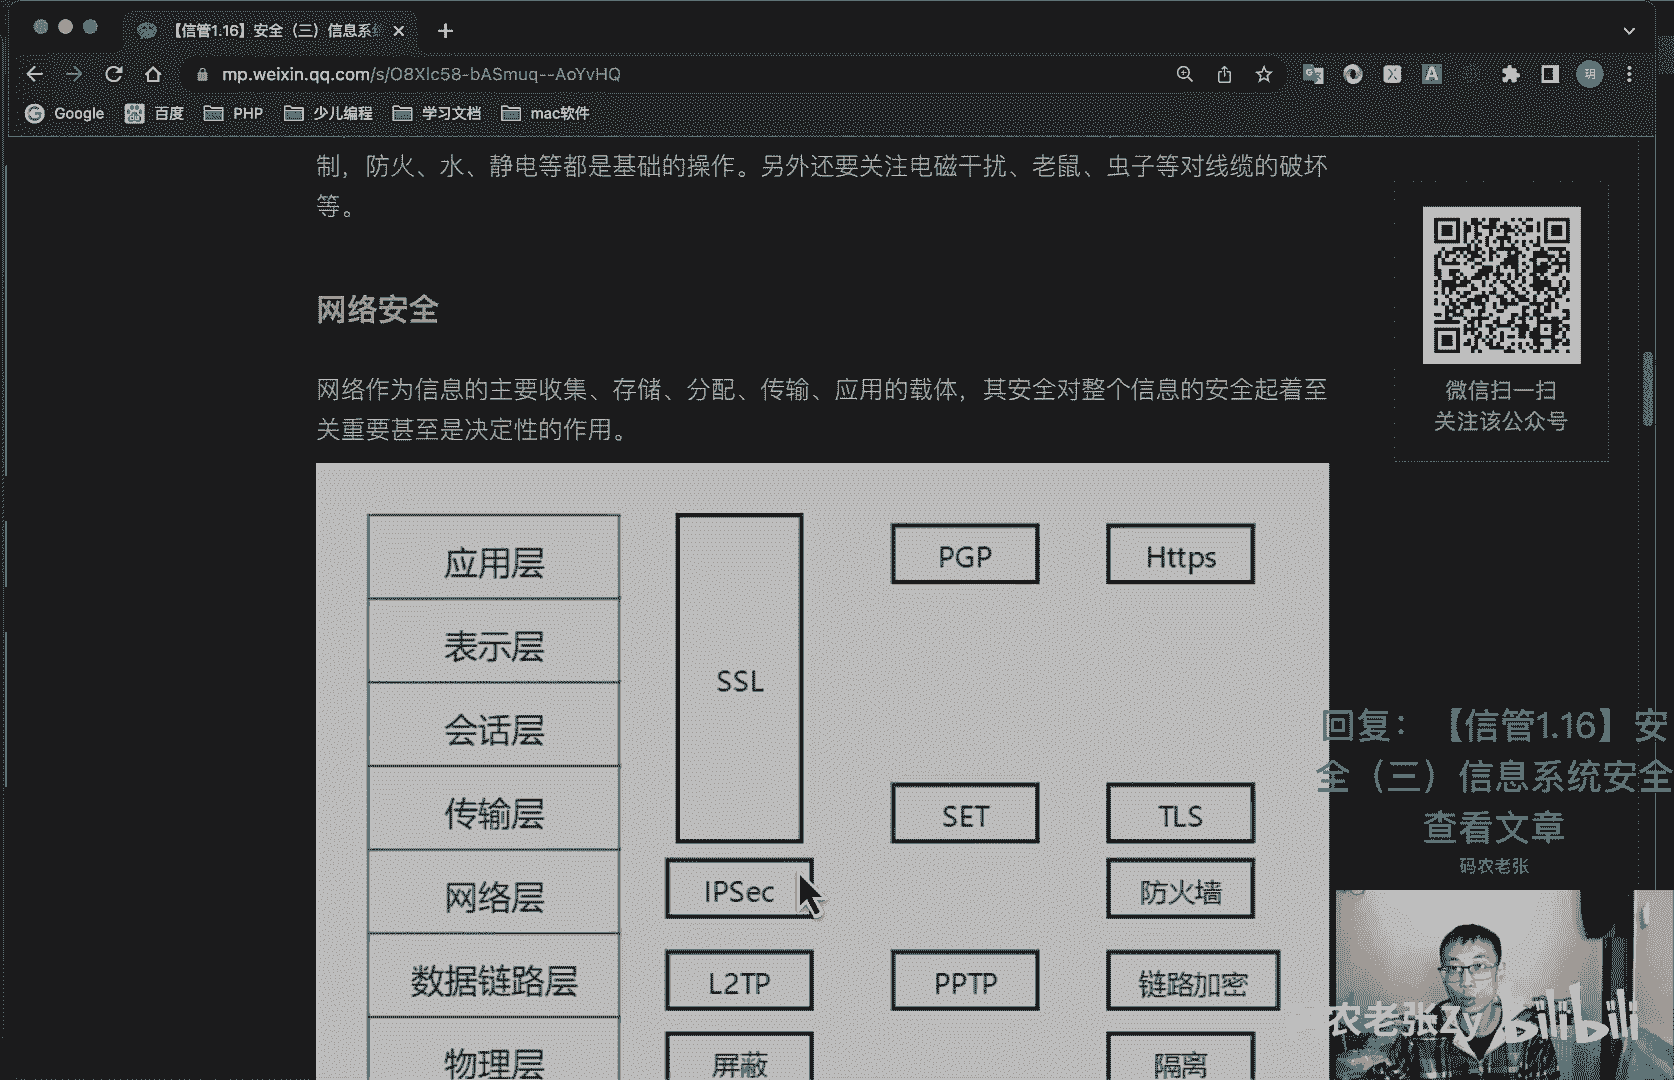 【信管1.16】安全（三）信息系
mp.weixin.qq.com/s/O8Xlc58-bASmuq--AoYvHQ
Google 百度 PHP 少儿编程 学习文档 mac软件
制，防火、水、静电等都是基础的操作。另外还要关注电磁干扰、老鼠、虫子等对线缆的破坏
等。
网络安全
网络作为信息的主要收集、存储、分配、传输、应用的载体，其安全对整个信息的安全起着至
关重要甚至是决定性的作用。
微信扫一扫
关注该公众号
应用层 PGP Https
表示层
会话层 SSL
传输层 SET TLS
网络层 IPSec 防火墙
数据链路层 L2TP PPTP 链路加密
物理层 屏蔽 隔离
回复：【信管1.16】安
全（三）信息系统安全
查看文章
码农老张
农老张Zy bilibili
玥